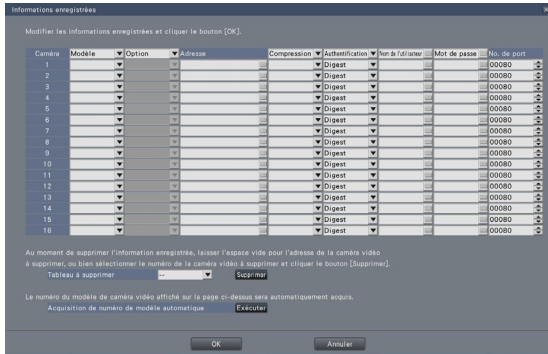 Informations enregistrées
Modifier les informations enregistrées et cliquer le bouton [OK].
Caméra Modèle Option Adresse Compression Authentification Nom de l'utilisateur Mot de passe No. de port
1 Digest 00080
2 Digest 00080
3 Digest 00080
4 Digest 00080
5 Digest 00080
6 Digest 00080
7 Digest 00080
8 Digest 00080
9 Digest 00080
10 Digest 00080
11 Digest 00080
12 Digest 00080
13 Digest 00080
14 Digest 00080
15 Digest 00080
16 Digest 00080
Au moment de supprimer l'information enregistrée, laisser l'espace vide pour l'adresse de la caméra vidéo
à supprimer, ou bien sélectionner le numéro de la caméra vidéo à supprimer et cliquer le bouton [Supprimer].
Tableau à supprimer -- Supprimer
Le numéro du modèle de caméra vidéo affiché sur la page ci-dessus sera automatiquement acquis.
Acquisition de numéro de modèle automatique Exécuter
OK Annuler